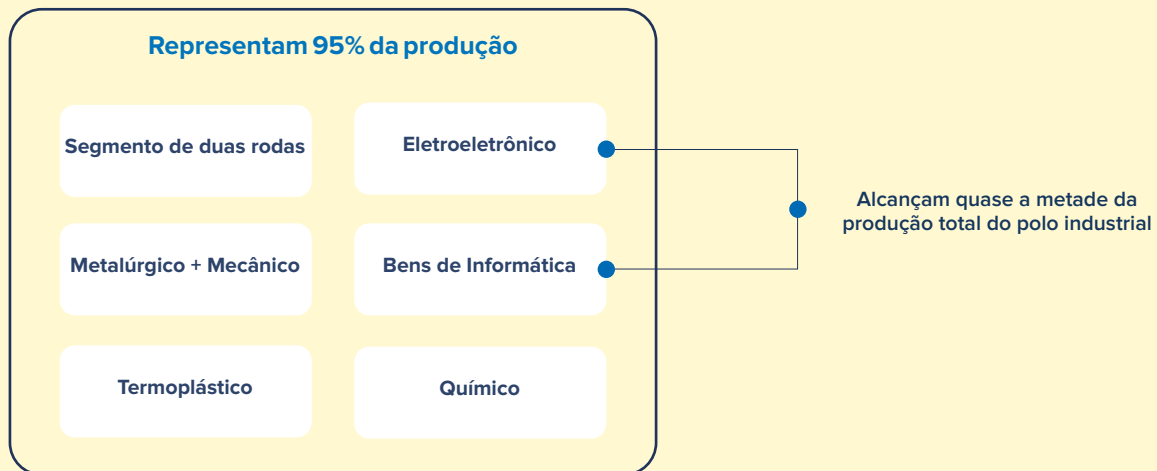 Representam 95% da produção
Segmento de duas rodas
Eletroeletrônico
Metalúrgico + Mecânico
Bens de Informática
Termoplástico
Químico
Alcançam quase a metade da
produção total do polo industrial